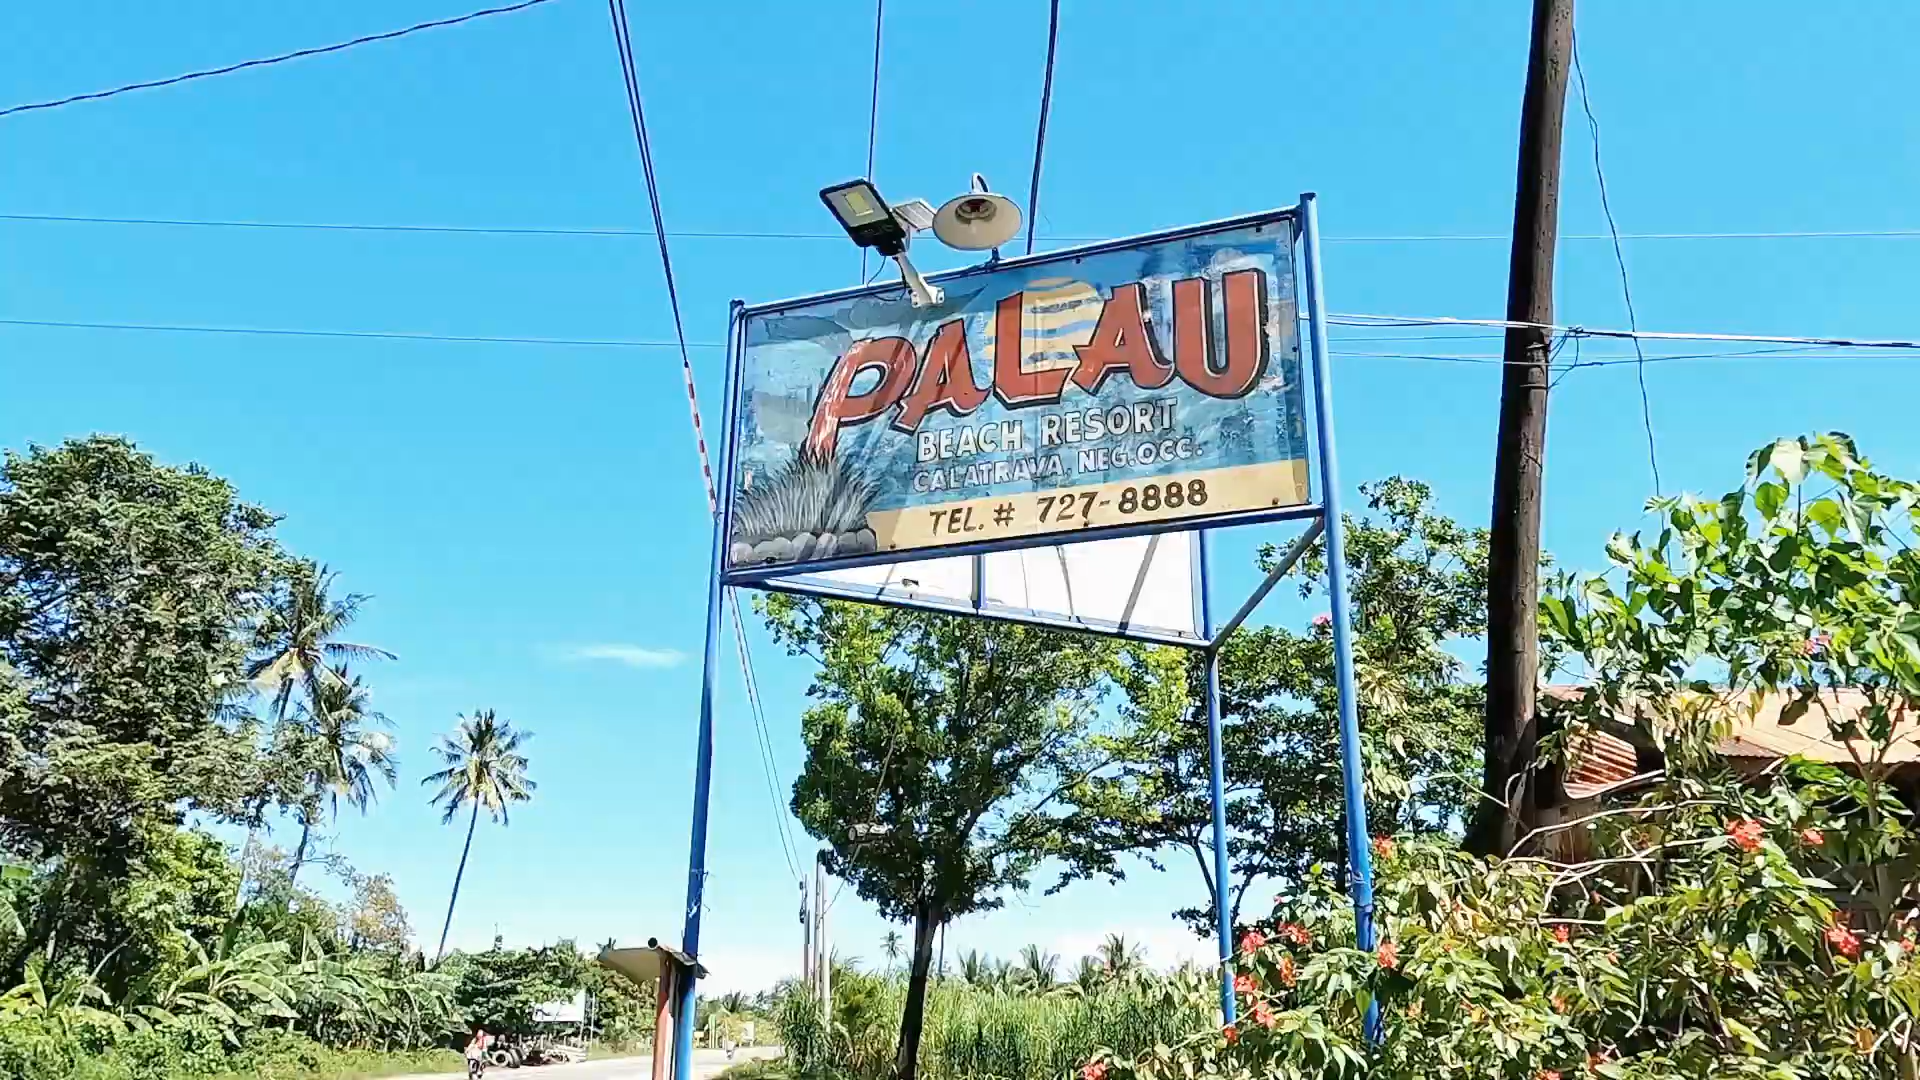 PALAU
BEACH RESORT
CALATRAVA, NEG.OCC.
TEL. # 727-8888